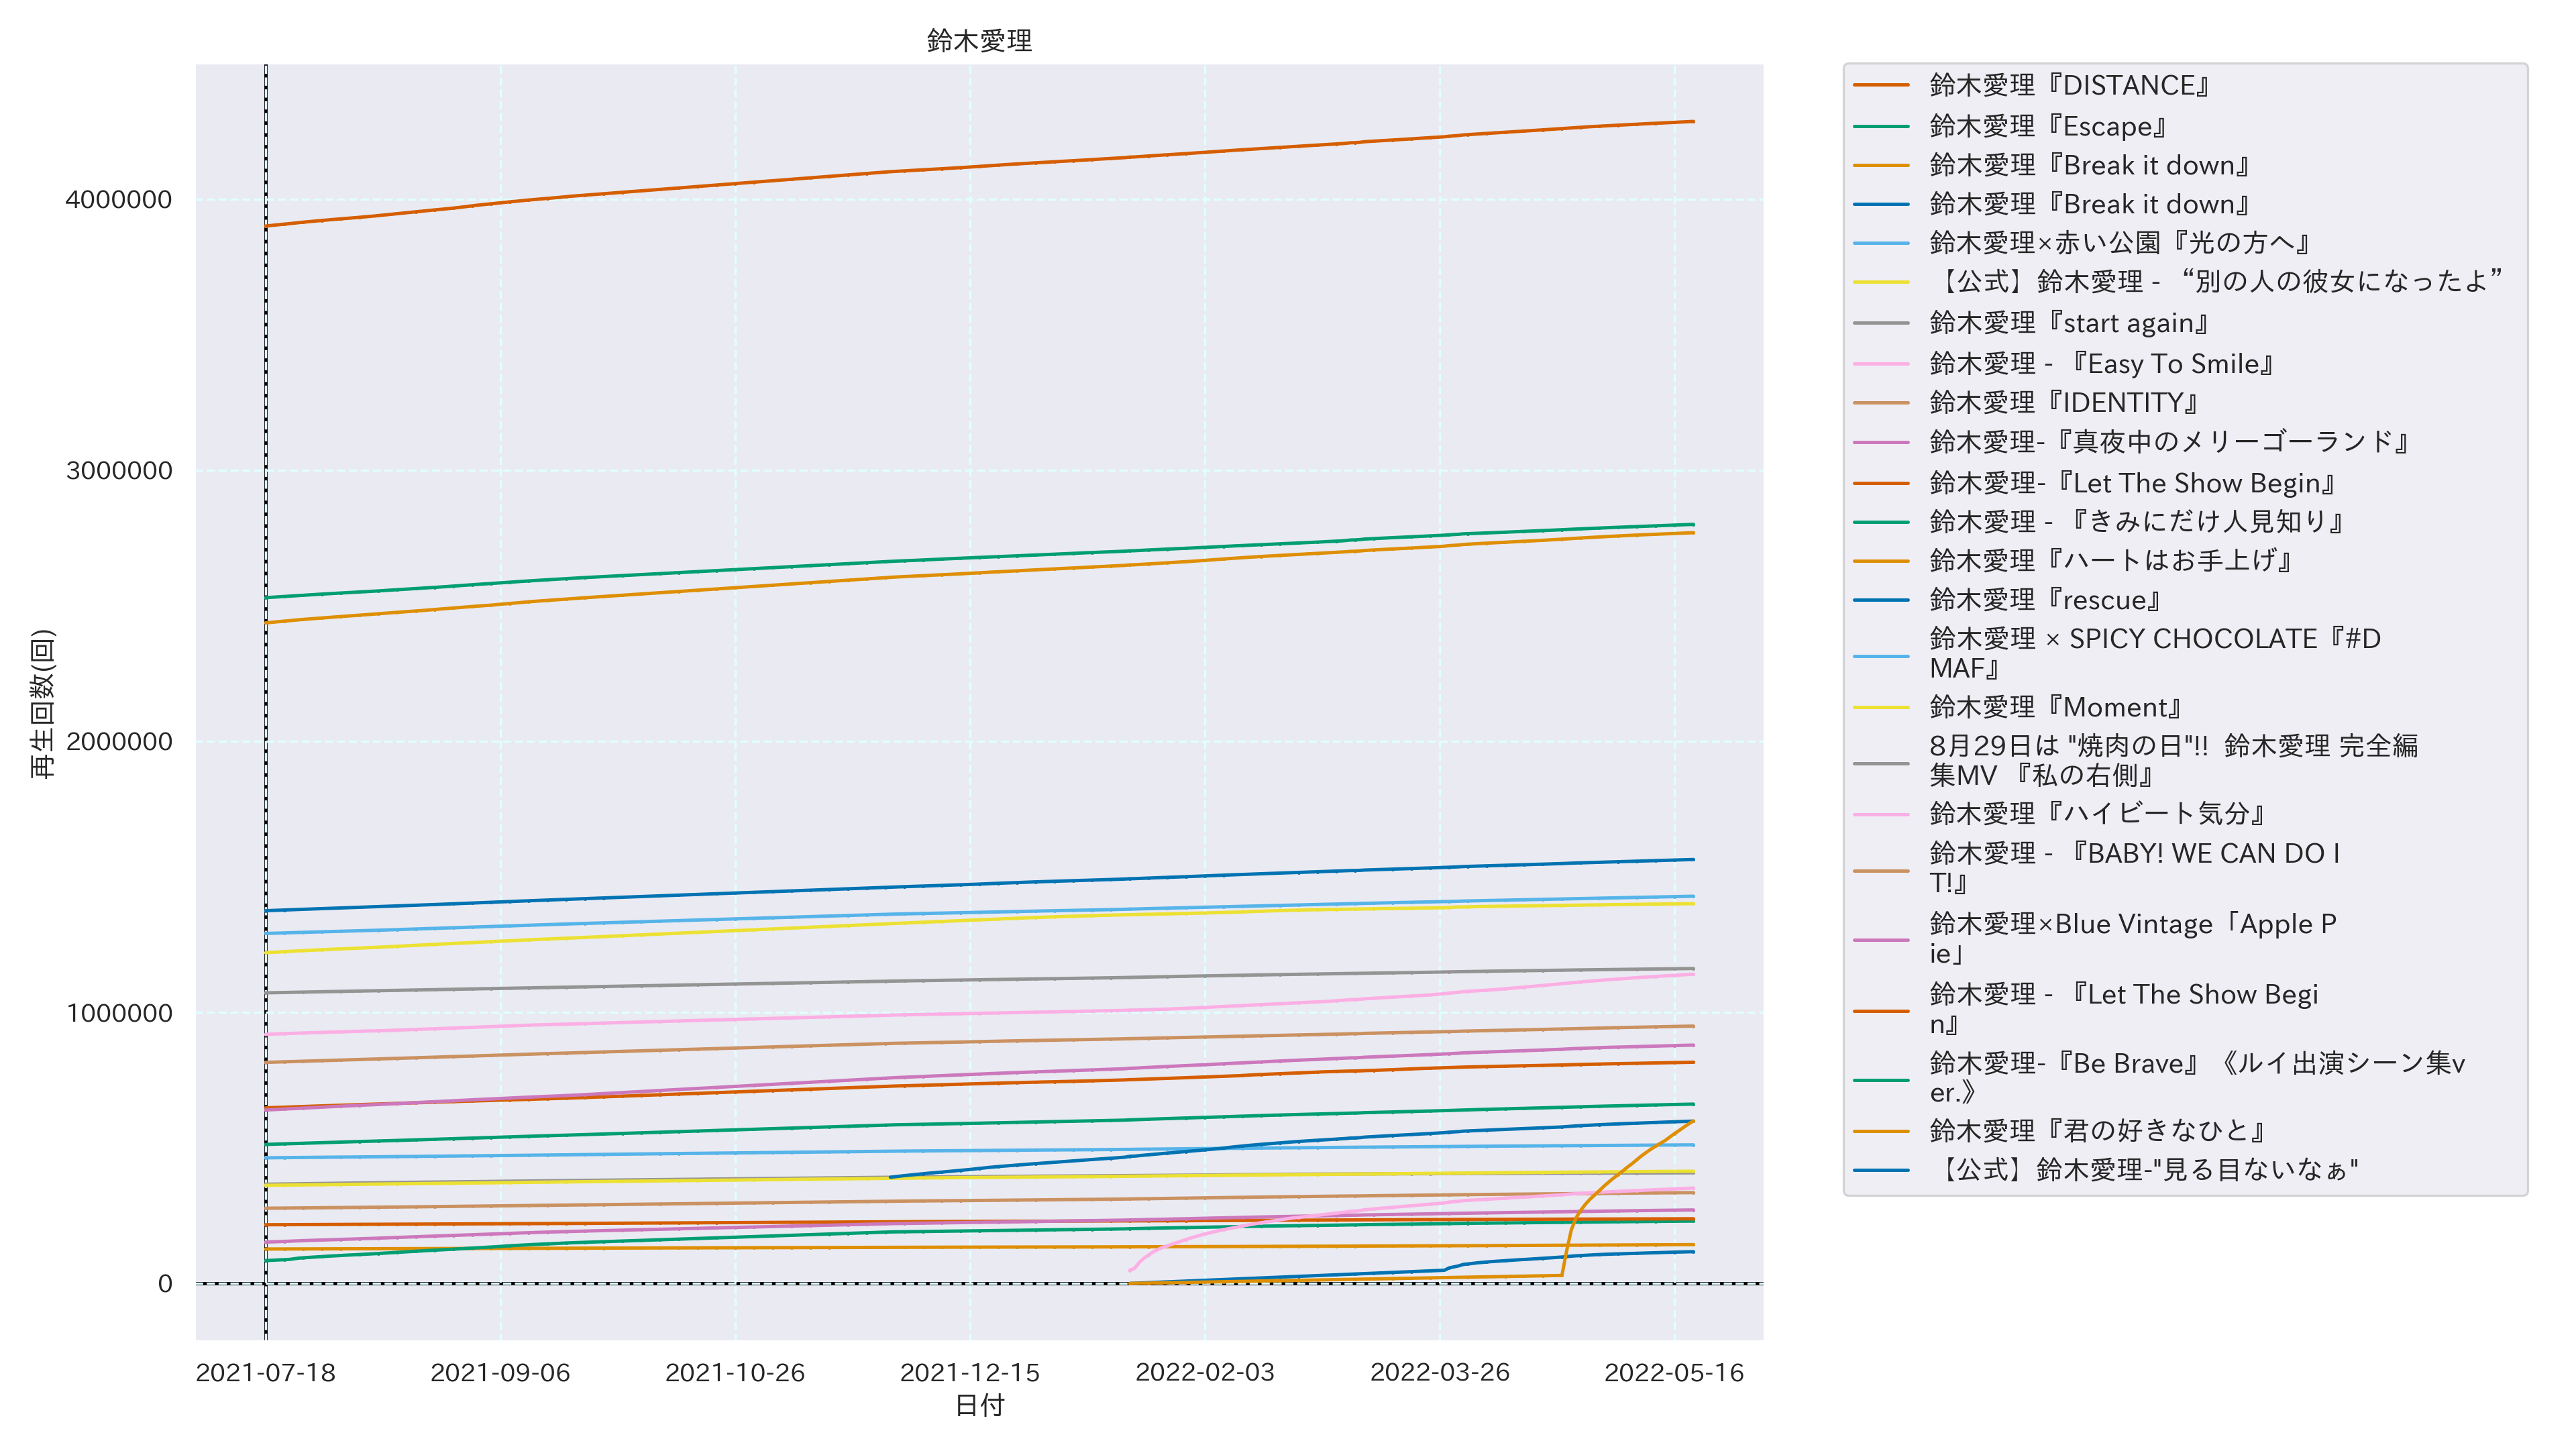 鈴木愛理
再生回数(回)
4000000
3000000
2000000
1000000
0
2021-07-18
2021-09-06
2021-10-26
2021-12-15
2022-02-03
2022-03-26
2022-05-16
日付
鈴木愛理『DISTANCE』
鈴木愛理『Escape』
鈴木愛理『Break it down』
鈴木愛理『Break it down』
鈴木愛理×赤い公園『光の方へ』
【公式】鈴木愛理 - “別の人の彼女になったよ”
鈴木愛理『start again』
鈴木愛理 - 『Easy To Smile』
鈴木愛理『IDENTITY』
鈴木愛理-『真夜中のメリーゴーランド』
鈴木愛理-『Let The Show Begin』
鈴木愛理 - 『きみにだけ人見知り』
鈴木愛理『ハートはお手上げ』
鈴木愛理『rescue』
鈴木愛理 × SPICY CHOCOLATE『#D
MAF』
鈴木愛理『Moment』
8月29日は "焼肉の日"!! 鈴木愛理 完全編
集MV 『私の右側』
鈴木愛理『ハイビート気分』
鈴木愛理 - 『BABY! WE CAN DO I
T!』
鈴木愛理×Blue Vintage「Apple P
ie」
鈴木愛理 - 『Let The Show Begi
n』
鈴木愛理-『Be Brave』《ルイ出演シーン集v
er.》
鈴木愛理『君の好きなひと』
【公式】鈴木愛理-"見る目ないなぁ"